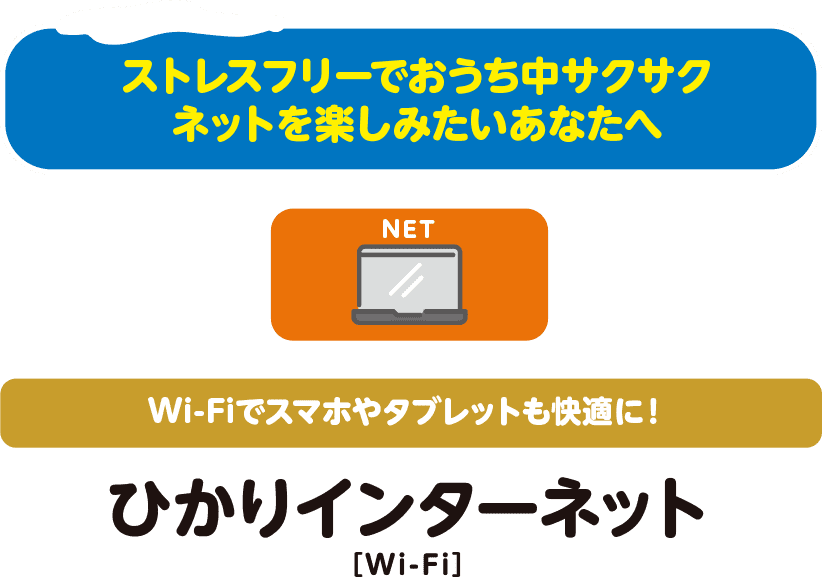 ストレスフリーでおうち中サクサク
ネットを楽しみたいあなたへ
NET
Wi-Fiでスマホやタブレットも快適に!
ひかりインターネット
[Wi-Fi]